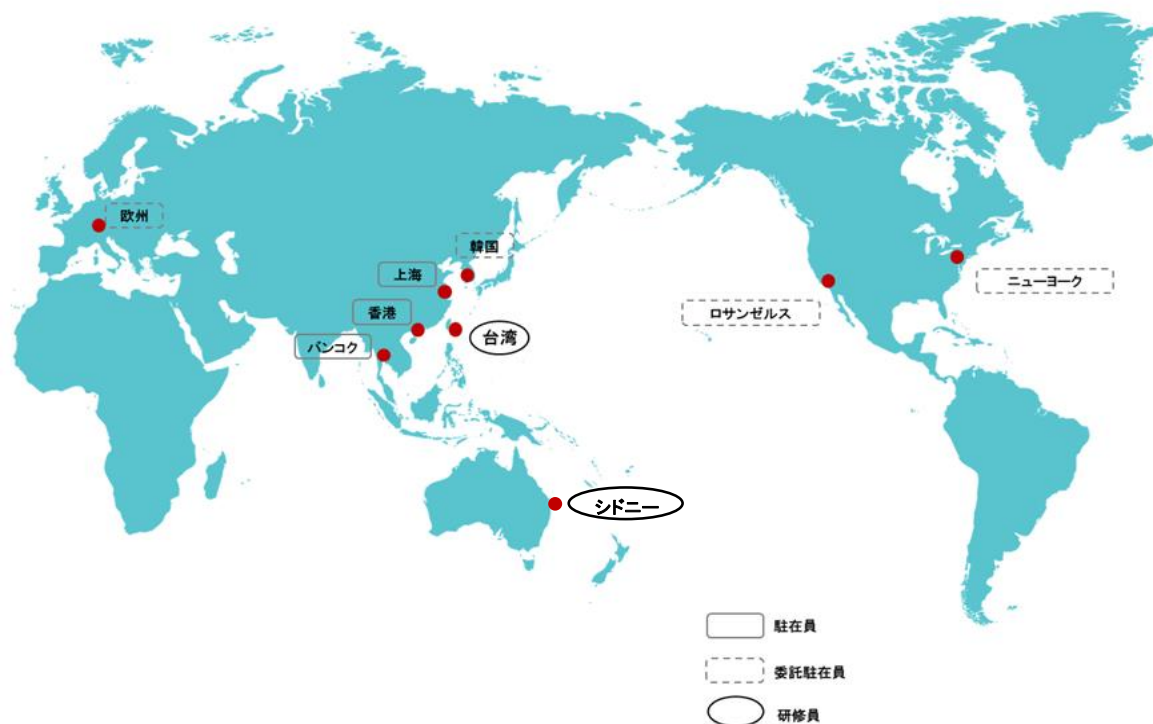 欧州
韓国
上海
香港
台湾
バンコク
ニューヨーク
ロサンゼルス
シドニー
駐在員
委託駐在員
研修員